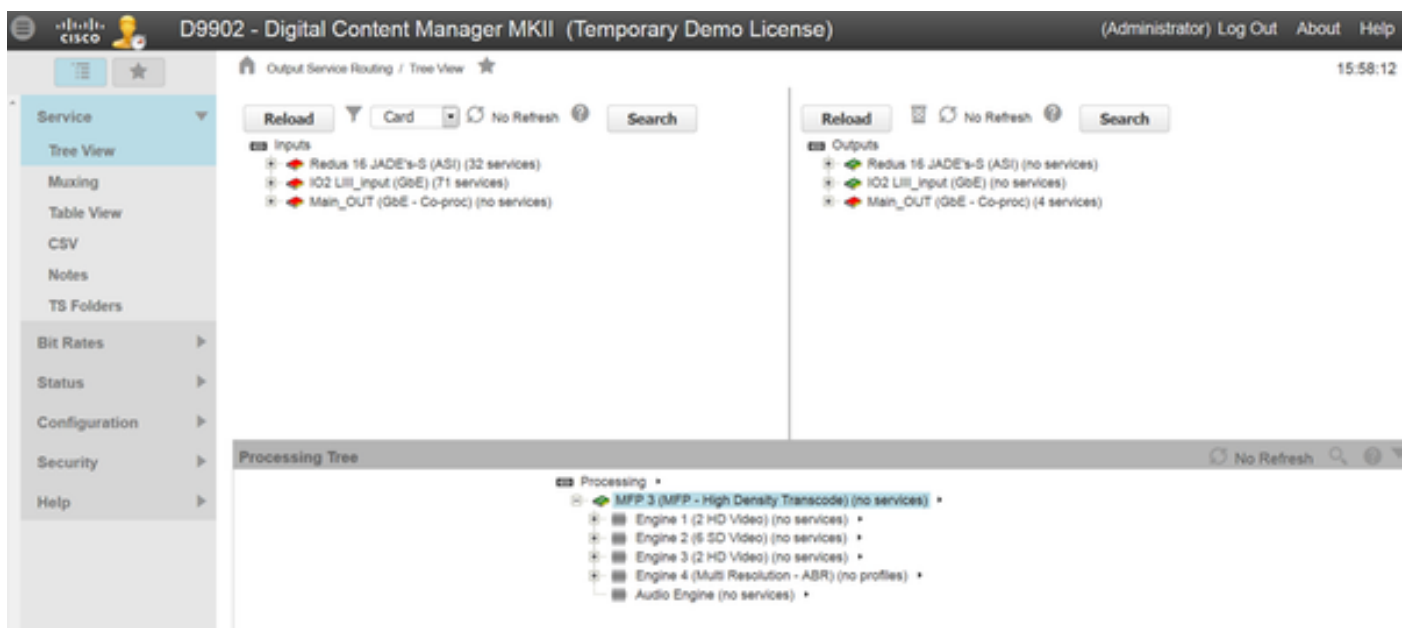 CISCO
D9902 - Digital Content Manager MKII (Temporary Demo License)
(Administrator) Log Out About Help
Output Service Routing / Tree View
15:58:12
Service
Tree View
Muxing
Table View
CSV
Notes
TS Folders
Bit Rates
Status
Configuration
Security
Help
Reload Card No Refresh Search
Inputs
Redus 16 JADE's-S (ASI) (32 services)
IO2 LIII_input (GbE) (71 services)
Main_OUT (GbE - Co-proc) (no services)
Reload No Refresh Search
Outputs
Redus 16 JADE's-S (ASI) (no services)
IO2 LIII_input (GbE) (no services)
Main_OUT (GbE - Co-proc) (4 services)
Processing Tree No Refresh
Processing
MFP 3 (MFP - High Density Transcode) (no services)
Engine 1 (2 HD Video) (no services)
Engine 2 (6 SD Video) (no services)
Engine 3 (2 HD Video) (no services)
Engine 4 (Multi Resolution - ABR) (no profiles)
Audio Engine (no services)